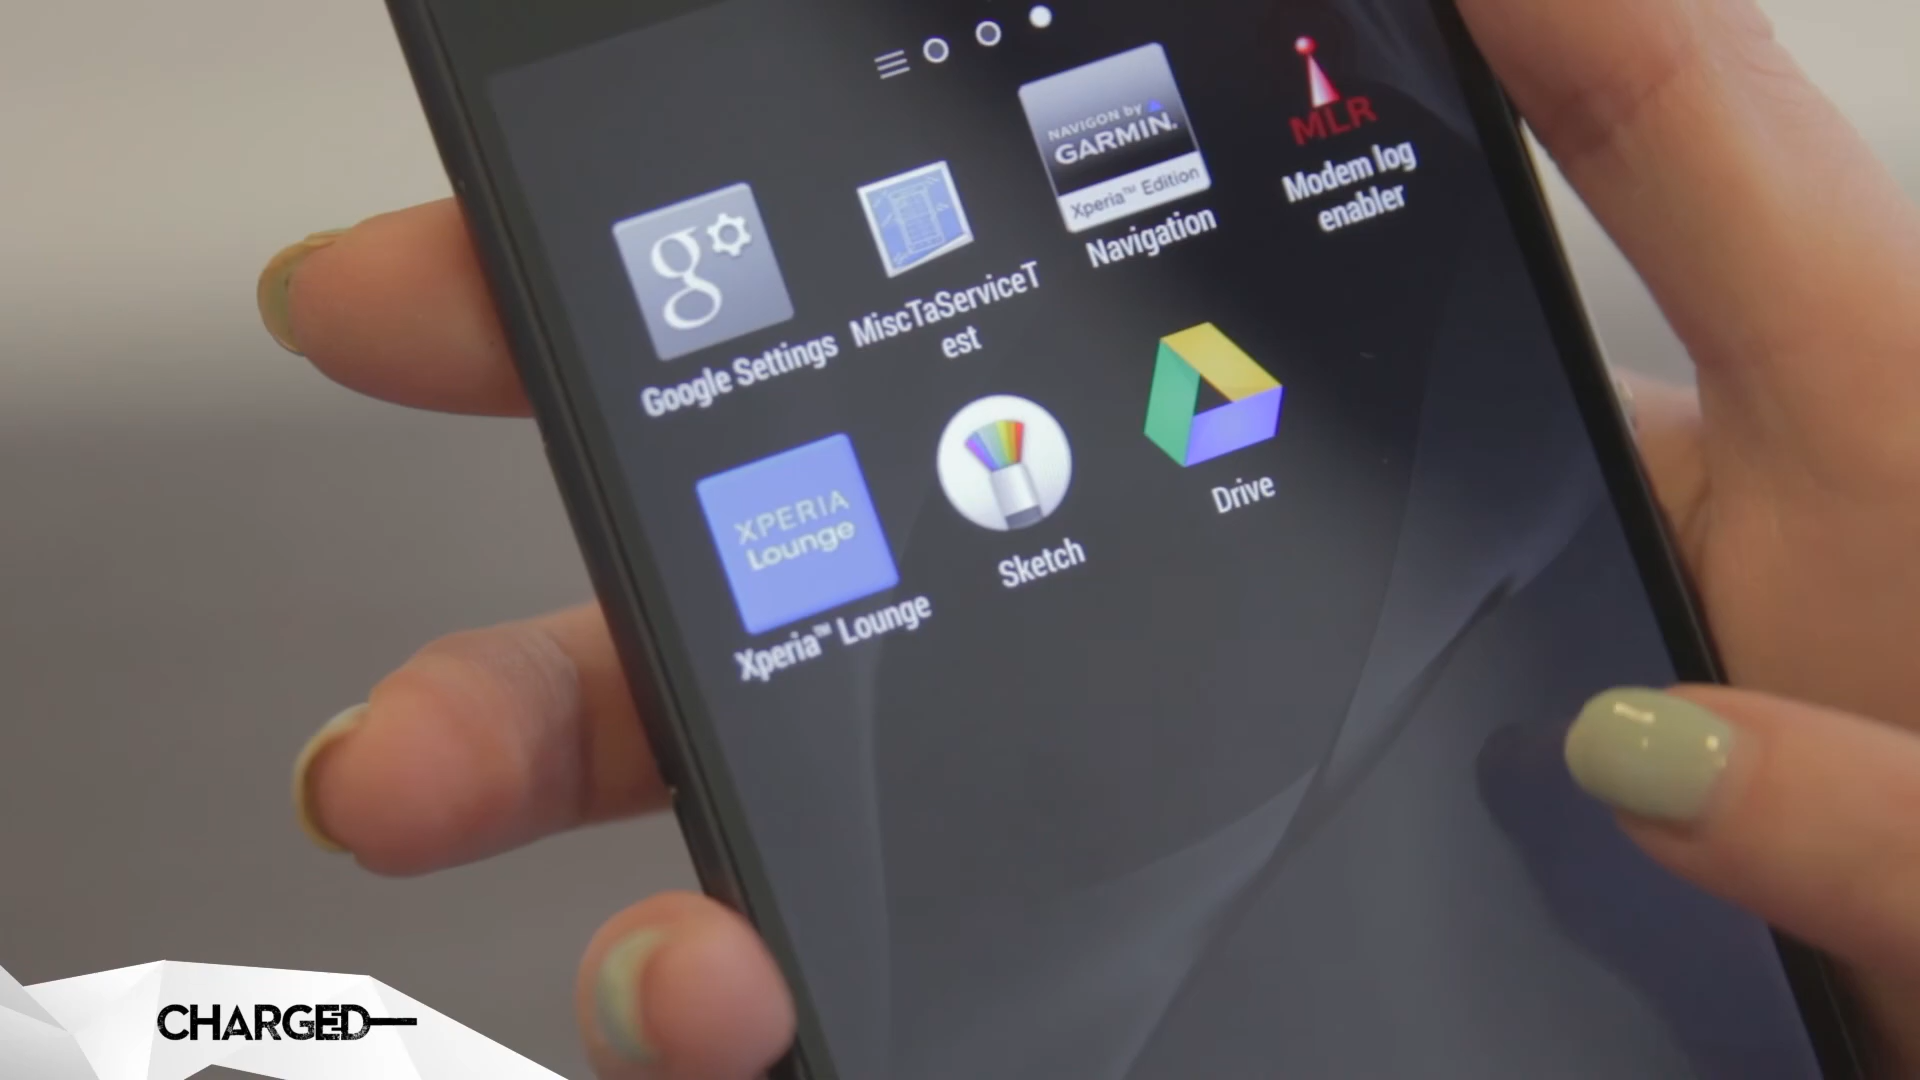 NAVIGON by
GARMIN.
Xperia™ Edition
Navigation
MLR
Modem log
enabler
g
Google Settings
MiscTaServiceT
est
XPERIA
Lounge
Xperia™ Lounge
Sketch
Drive
CHARGED